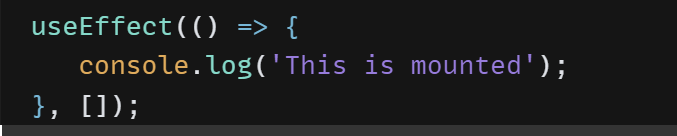 useEffect(() => {
   console.log('This is mounted');
}, []);